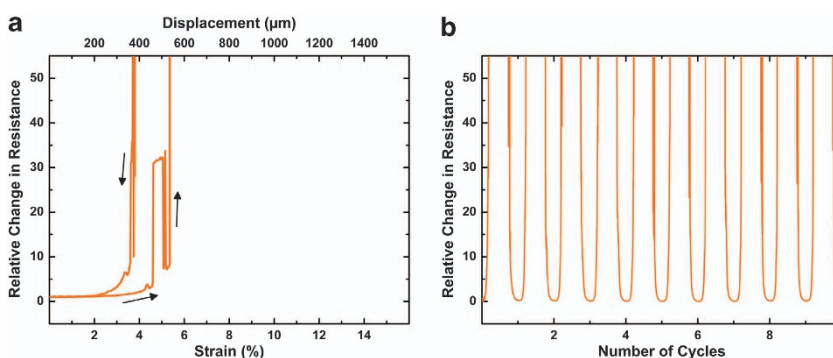 a
Displacement (µm)
200 400 600 800 1000 1200 1400
Relative Change in Resistance
50
40
30
20
10
0
2 4 6 8 10 12 14
Strain (%)
b
Relative Change in Resistance
50
40
30
20
10
0
2 4 6 8
Number of Cycles